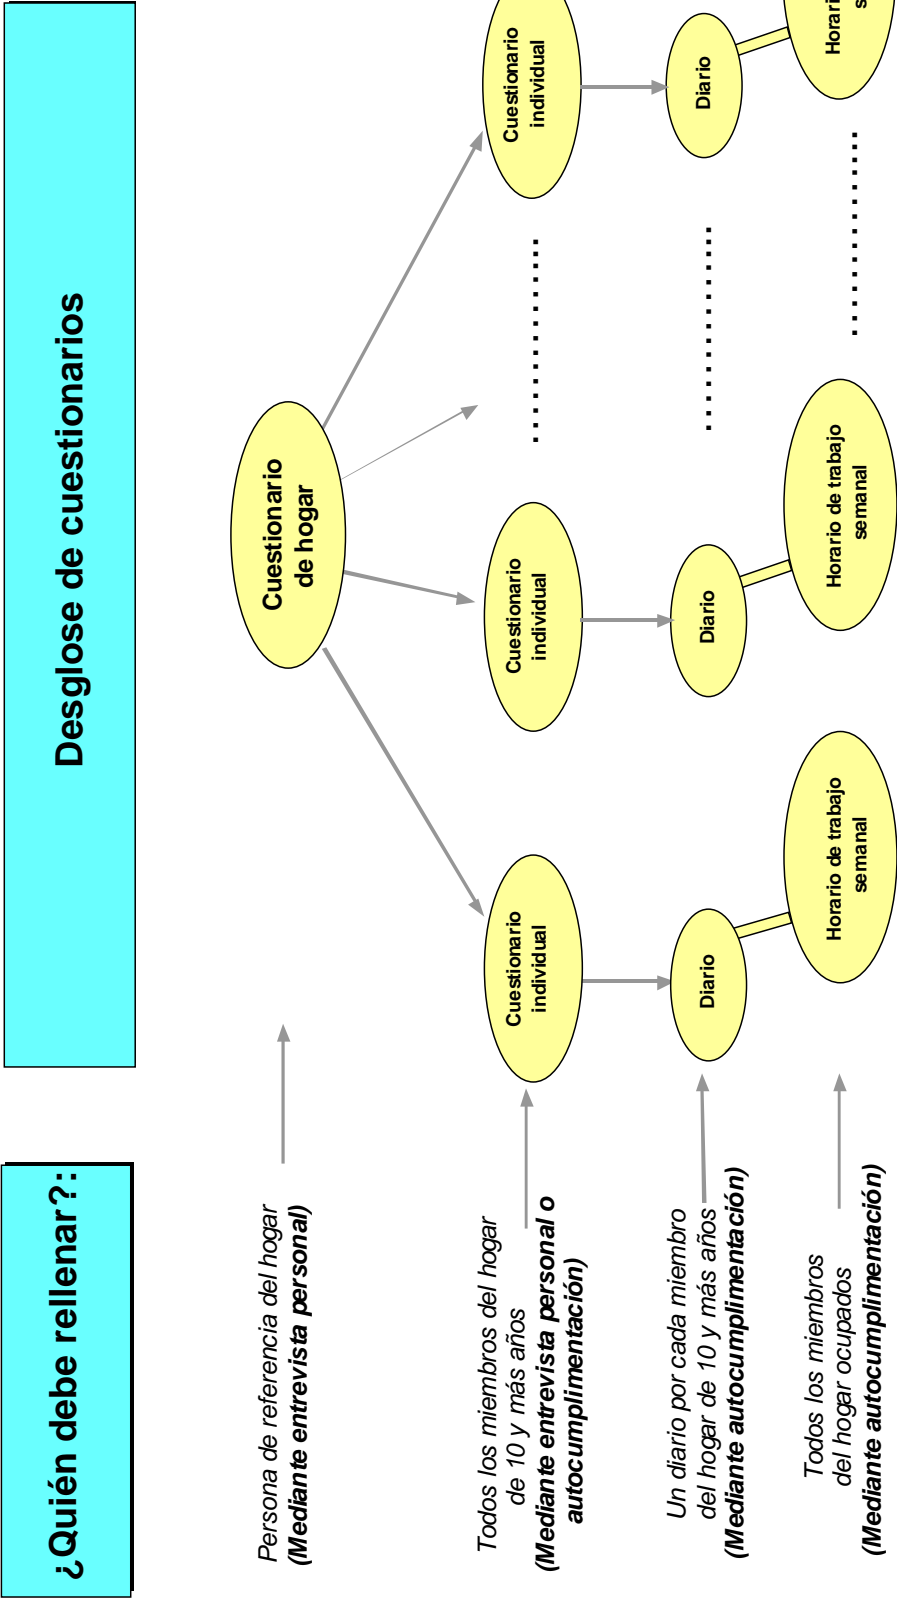 ¿Quién debe rellenar?:
Desglose de cuestionarios
Persona de referencia del hogar
(Mediante entrevista personal)
Cuestionario
de hogar
Todos los miembros del hogar
de 10 y más años
(Mediante entrevista personal o
autocumplimentación)
Cuestionario
individual
Cuestionario
individual
Cuestionario
individual
Un diario por cada miembro
del hogar de 10 y más años
(Mediante autocumplimentación)
Diario
Diario
Diario
Todos los miembros
del hogar ocupados
(Mediante autocumplimentación)
Horario de trabajo
semanal
Horario de trabajo
semanal